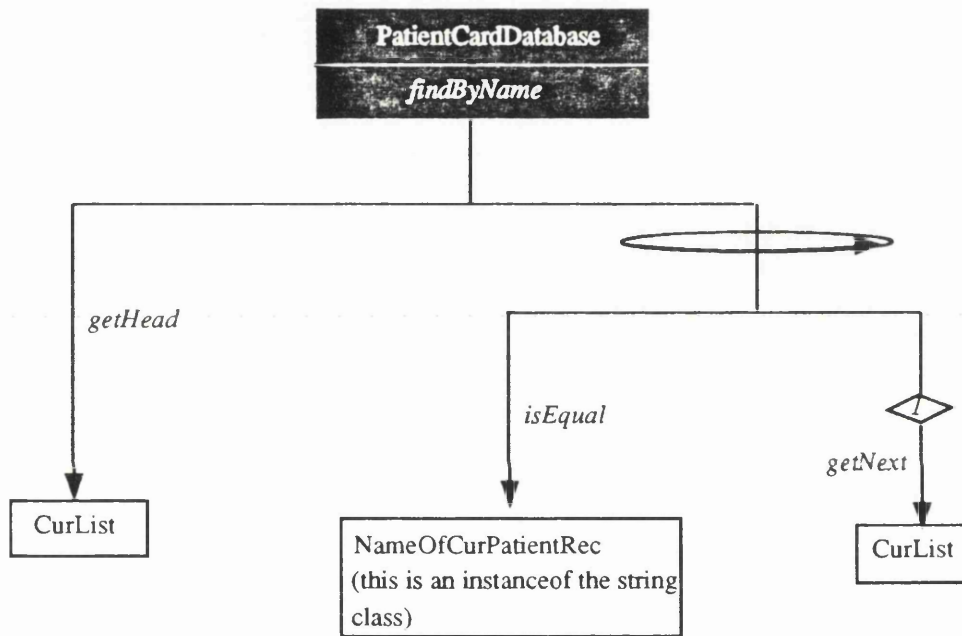 PatientCardDatabase
findByName
getHead
isEqual
1
getNext
CurList
NameOfCurPatientRec
(this is an instanceof the string
class)
CurList